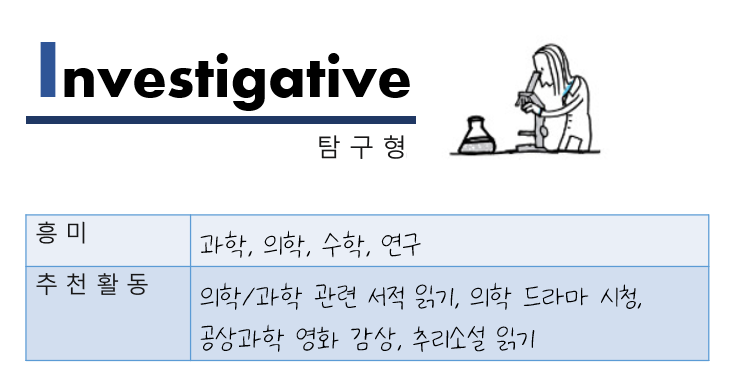 Investigative
탐구형
흥미
과학, 의학, 수학, 연구
추천활동
의학/과학 관련 서적 읽기, 의학 드라마 시청,
공상과학 영화 감상, 추리소설 읽기